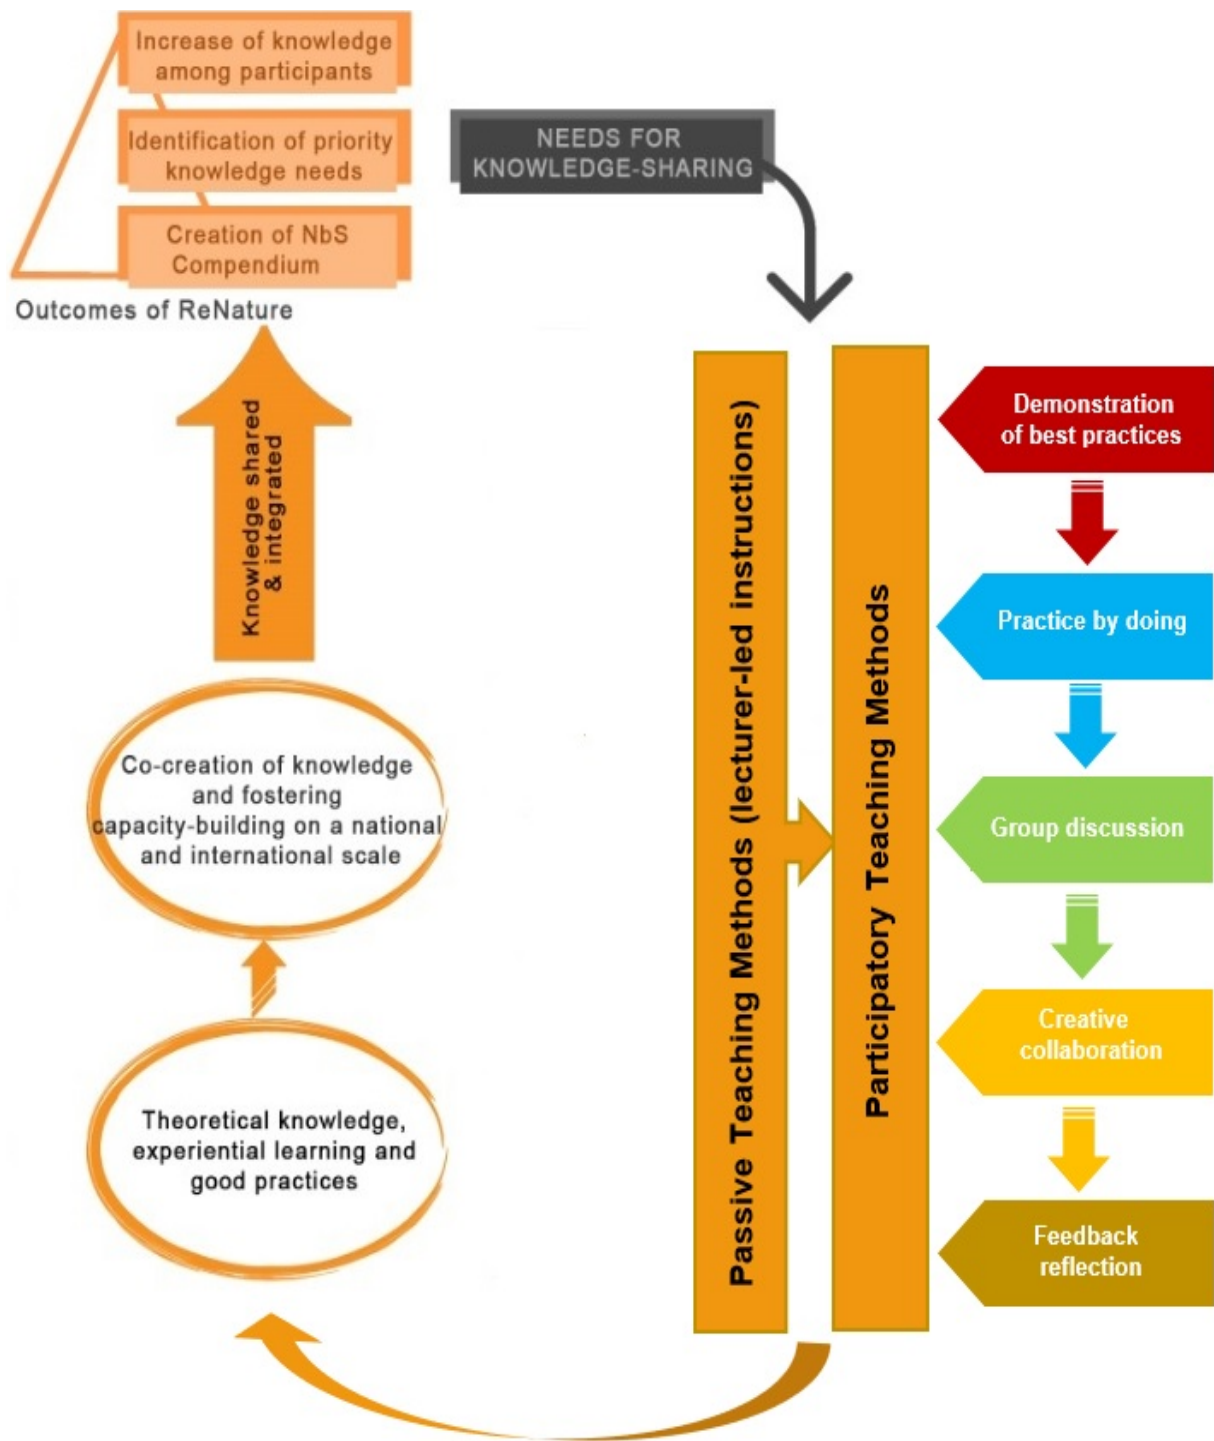 Increase of knowledge
among participants
Identification of priority
knowledge needs
Creation of NbS
Compendium
Outcomes of ReNature
NEEDS FOR
KNOWLEDGE-SHARING
Knowledge shared
& integrated
Co-creation of knowledge
and fostering
capacity-building on a national
and international scale
Theoretical knowledge,
experiential learning and
good practices
Passive Teaching Methods (lecturer-led instructions)
Participatory Teaching Methods
Demonstration
of best practices
Practice by doing
Group discussion
Creative
collaboration
Feedback
reflection